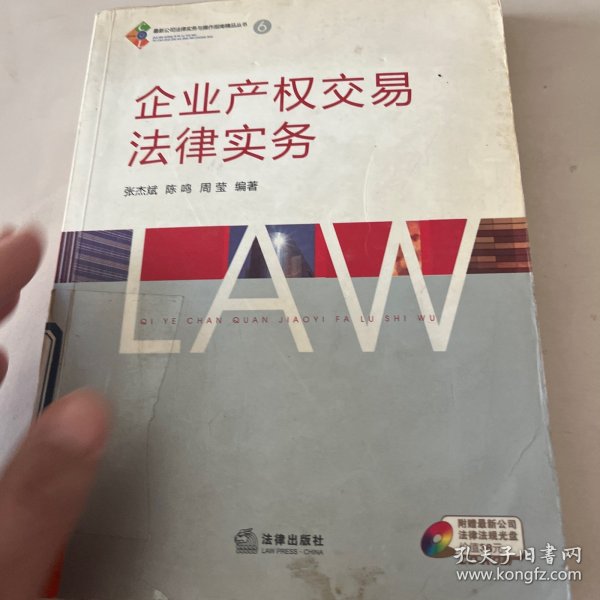 最新公司法律实务与操作指南精品丛书 6
企业产权交易
法律实务
张杰斌 陈鸣 周莹 编著
LAW
QI YE CHAN QUAN JIAOYI FA LU SHI WU
法律出版社
LAW PRESS·CHINA
附赠最新公司
法律法规光盘
孔夫子旧书网
www.kongfz.com